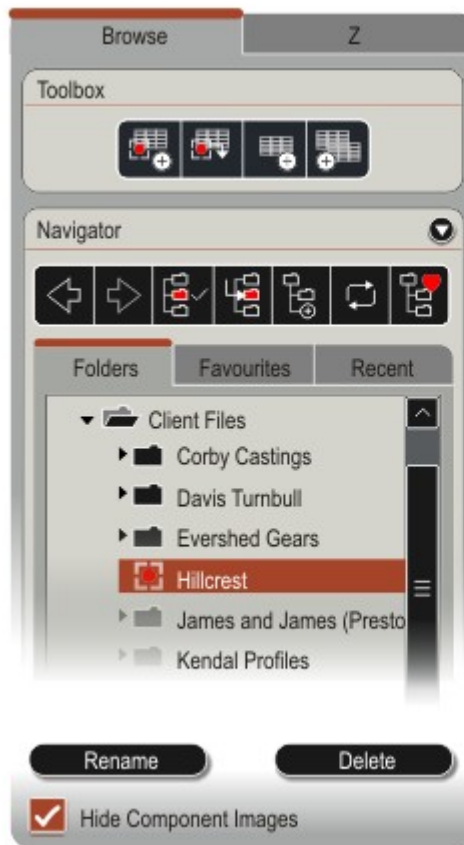 Browse Z
Toolbox
Navigator
Folders Favourites Recent
Client Files
Corby Castings
Davis Turnbull
Evershed Gears
Hillcrest
James and James (Presto
Kendal Profiles
Rename Delete
Hide Component Images